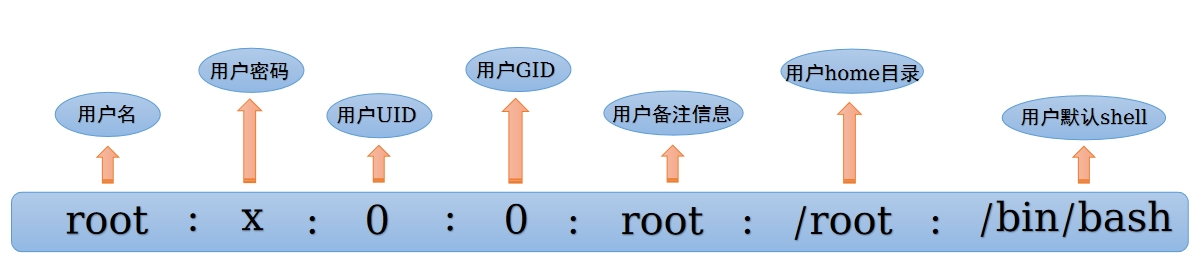 用户名
用户密码
用户UID
用户GID
用户备注信息
用户home目录
用户默认shell
root : x : 0 : 0 : root : /root : /bin/bash